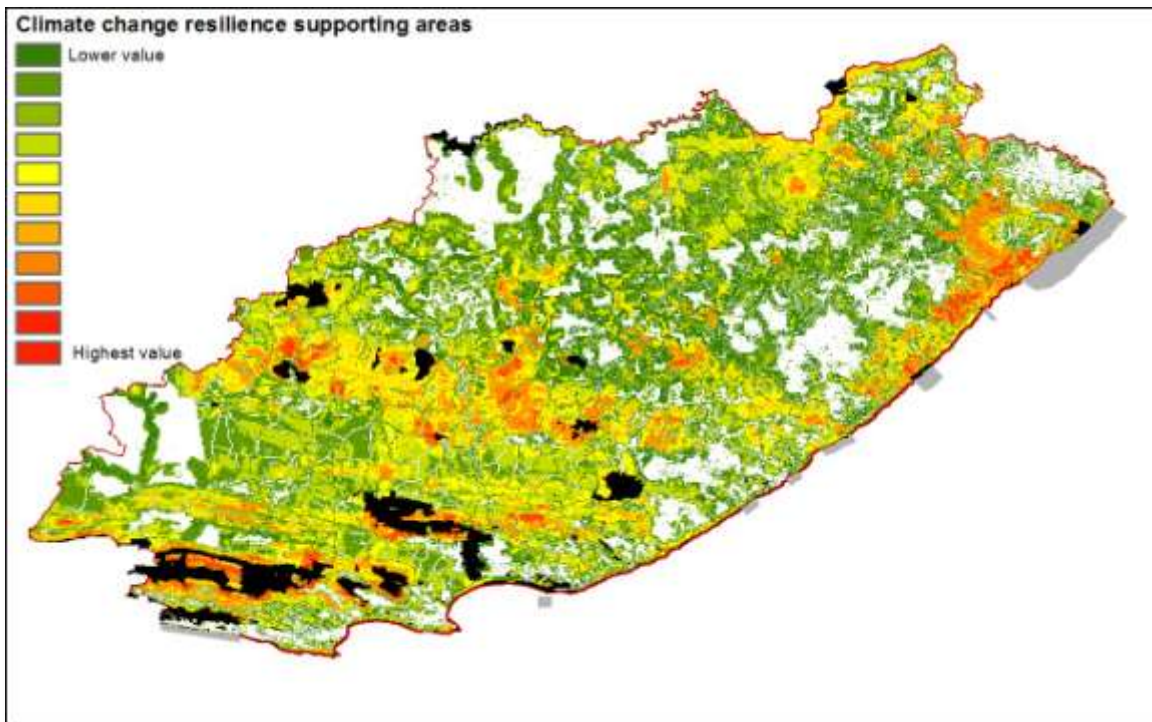 Climate change resilience supporting areas
Lower value
Highest value